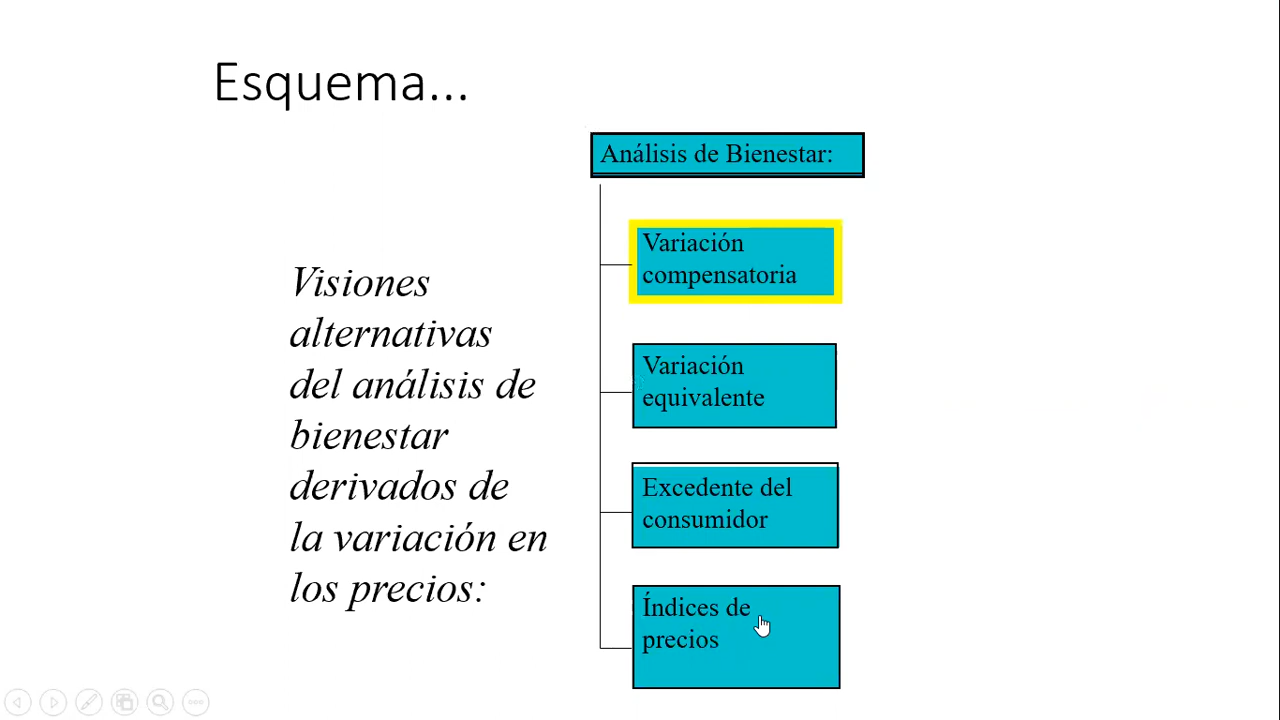 Esquema...
Análisis de Bienestar:
Visiones
alternativas
del análisis de
bienestar
derivados de
la variación en
los precios:
Variación
compensatoria
Variación
equivalente
Excedente del
consumidor
Índices de
precios